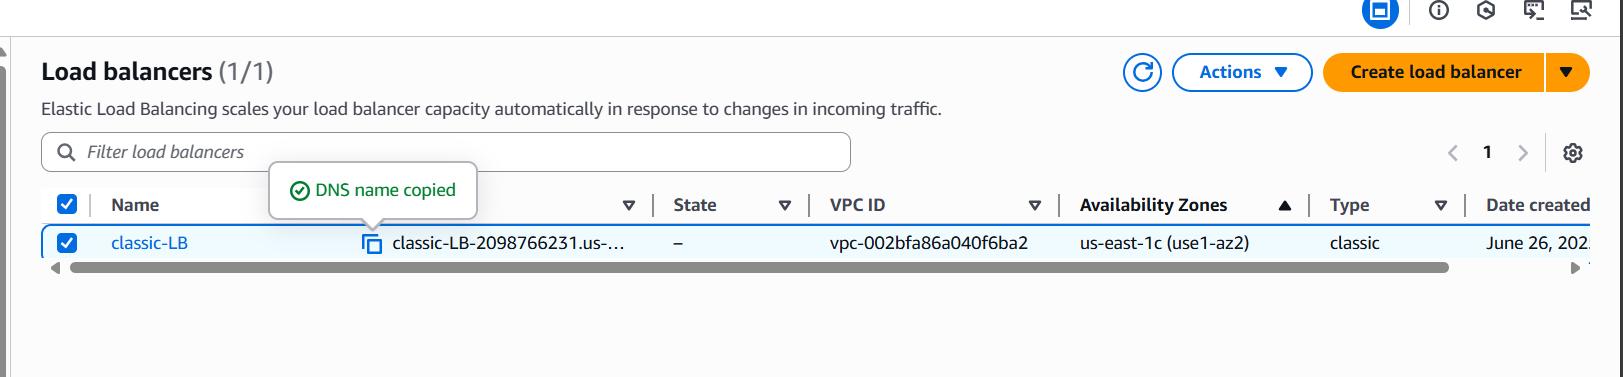 Load balancers (1/1)
Actions
Create load balancer
Elastic Load Balancing scales your load balancer capacity automatically in response to changes in incoming traffic.
Filter load balancers
1
DNS name copied
Name State VPC ID Availability Zones Type Date created
classic-LB classic-LB-2098766231.us-... – vpc-002bfa86a040f6ba2 us-east-1c (use1-az2) classic June 26, 202